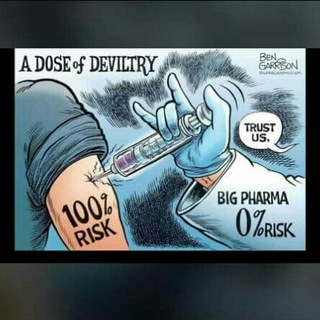 A DOSE of DEVILTRY
BEN
GARRISON
TRUST
US.
100%
RISK
BIG PHARMA
0% RISK